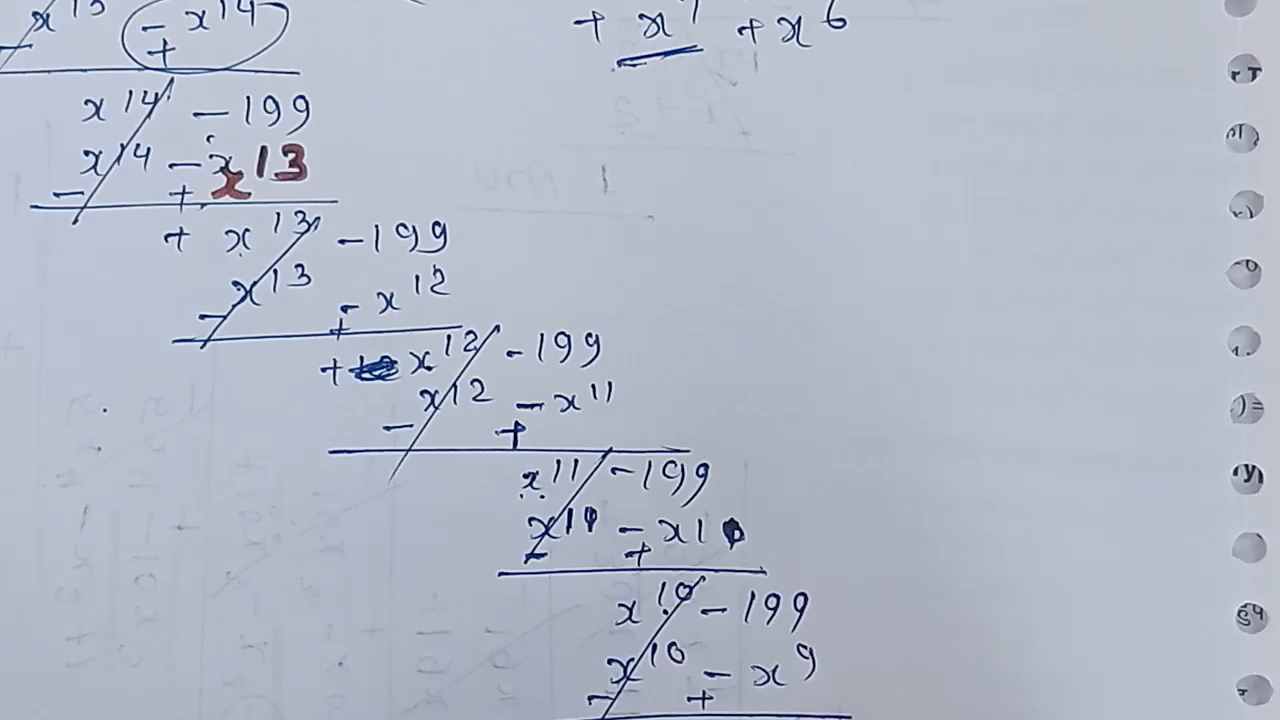 x^13 - x^14
- +
+ x^7 + x^6
x^14 - 199
x^14 - x^13
- +
+ x^13 - 199
x^13 - x^12
- +
+ x^12 - 199
x^12 - x^11
- +
x^11 - 199
x^11 - x^10
- +
x^10 - 199
x^10 - x^9
- +